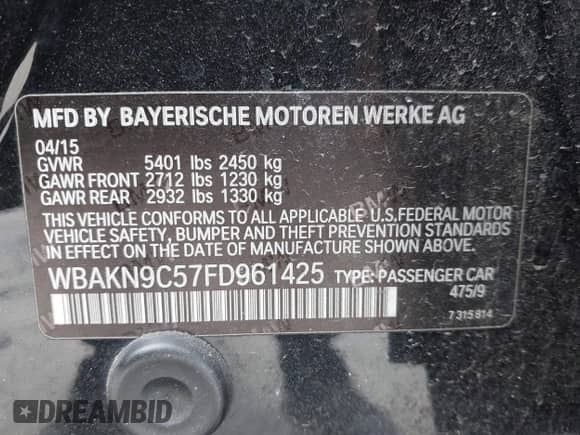 MFD BY BAYERISCHE MOTOREN WERKE AG
04/15
GVWR 5401 lbs 2450 kg
GAWR FRONT 2712 lbs 1230 kg
GAWR REAR 2932 lbs 1330 kg
THIS VEHICLE CONFORMS TO ALL APPLICABLE U.S.FEDERAL MOTOR
VEHICLE SAFETY, BUMPER AND THEFT PREVENTION STANDARDS
IN EFFECT ON THE DATE OF MANUFACTURE SHOWN ABOVE.
WBAKN9C57FD961425 TYPE: PASSENGER CAR
475/9
7 315 814
DREAMBID